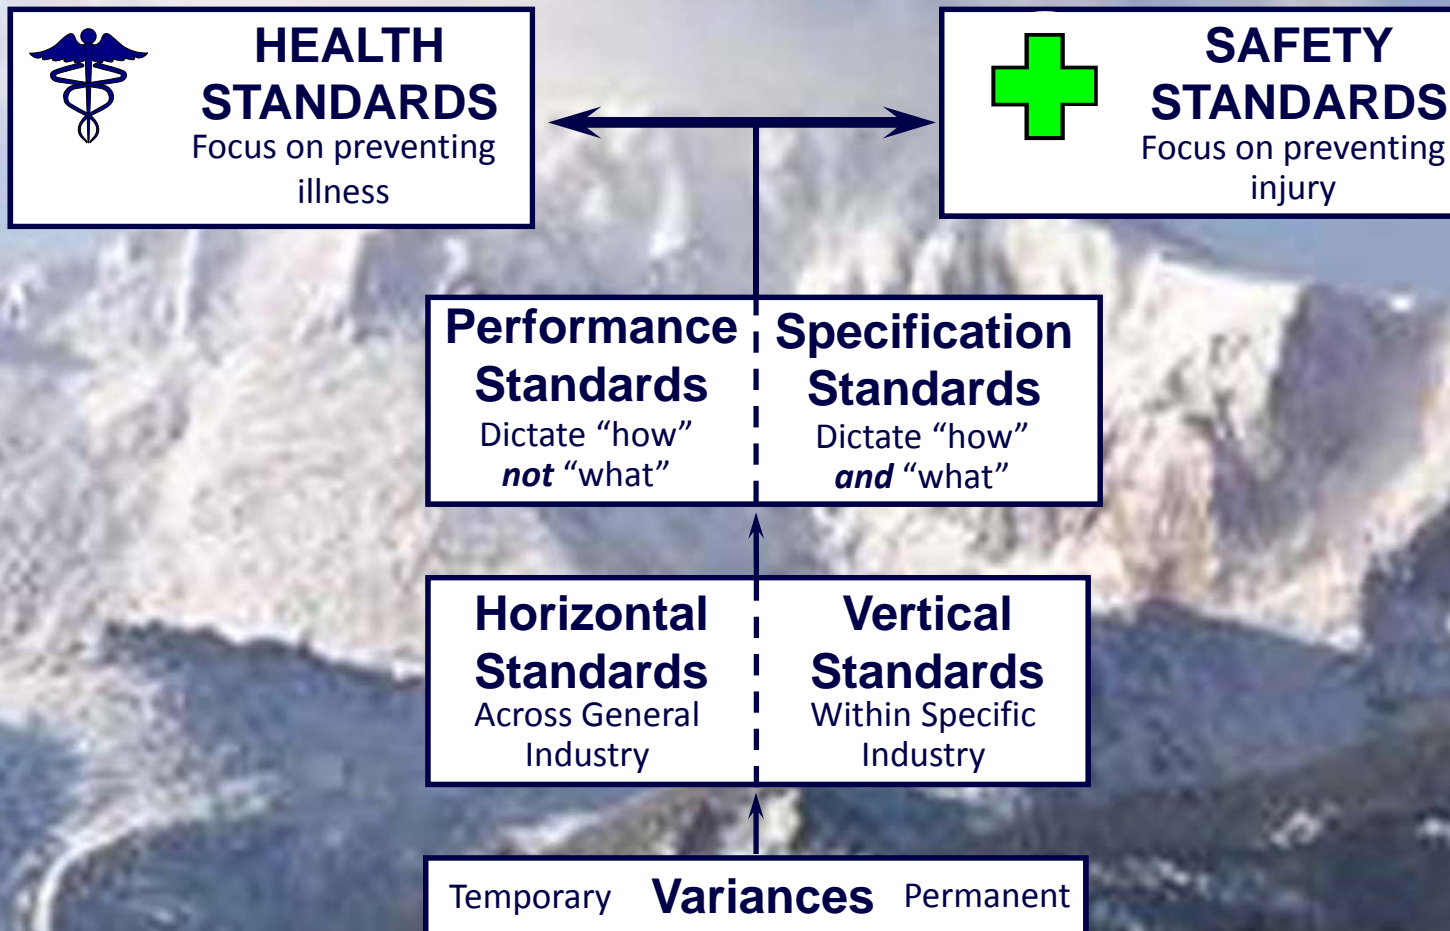 HEALTH
STANDARDS
Focus on preventing
illness
SAFETY
STANDARDS
Focus on preventing
injury
Performance
Standards
Dictate “how”
not “what”
Specification
Standards
Dictate “how”
and “what”
Horizontal
Standards
Across General
Industry
Vertical
Standards
Within Specific
Industry
Temporary Variances Permanent